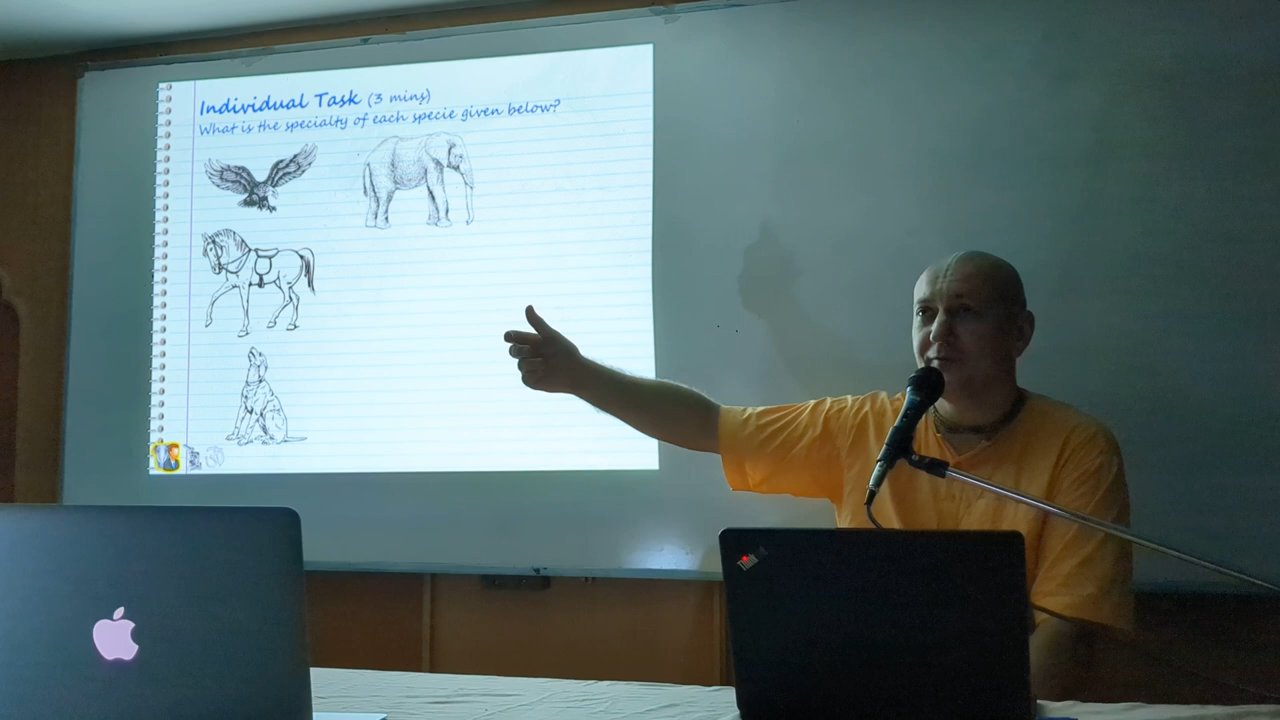 Individual Task (3 mins)
What is the specialty of each specie given below?